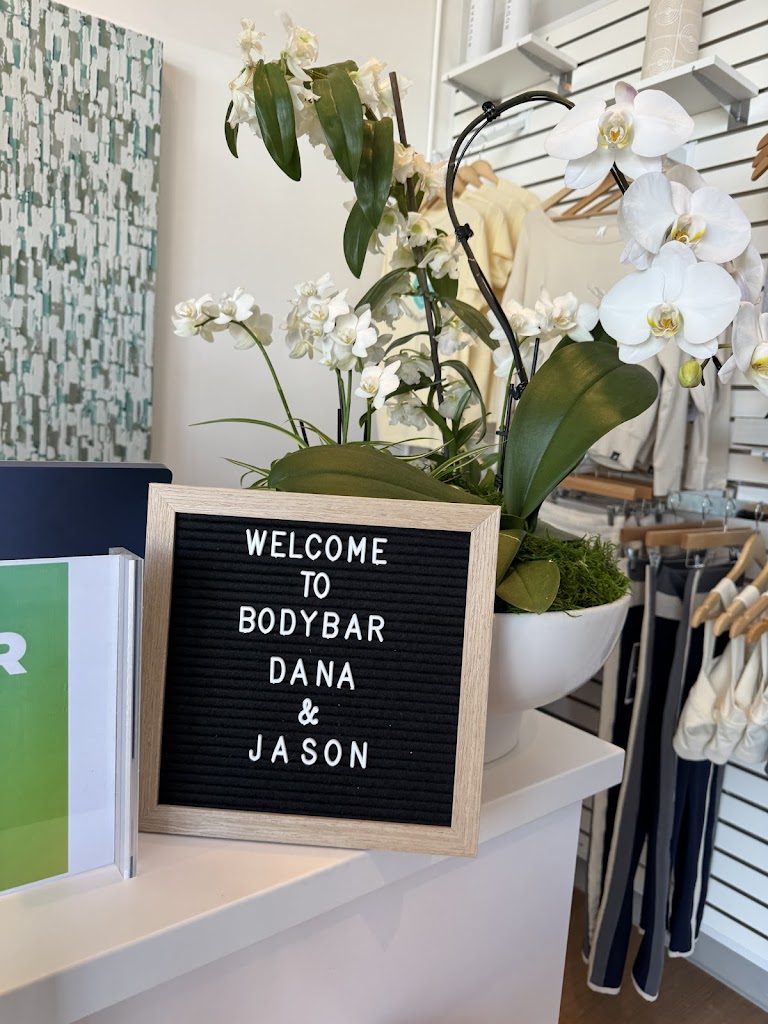 WELCOME
TO
BODYBAR
DANA
&
JASON
R